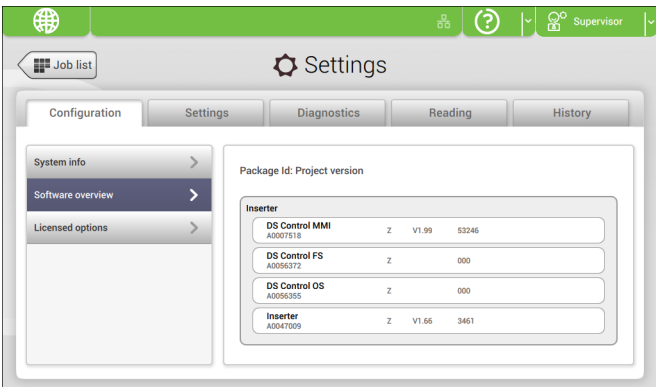 Supervisor
Job list
Settings
Configuration
Settings
Diagnostics
Reading
History
System info
Software overview
Licensed options
Package Id: Project version
Inserter
DS Control MMI Z V1.99 53246
A0007518
DS Control FS Z 000
A0056372
DS Control OS Z 000
A0056355
Inserter Z V1.66 3461
A0047009